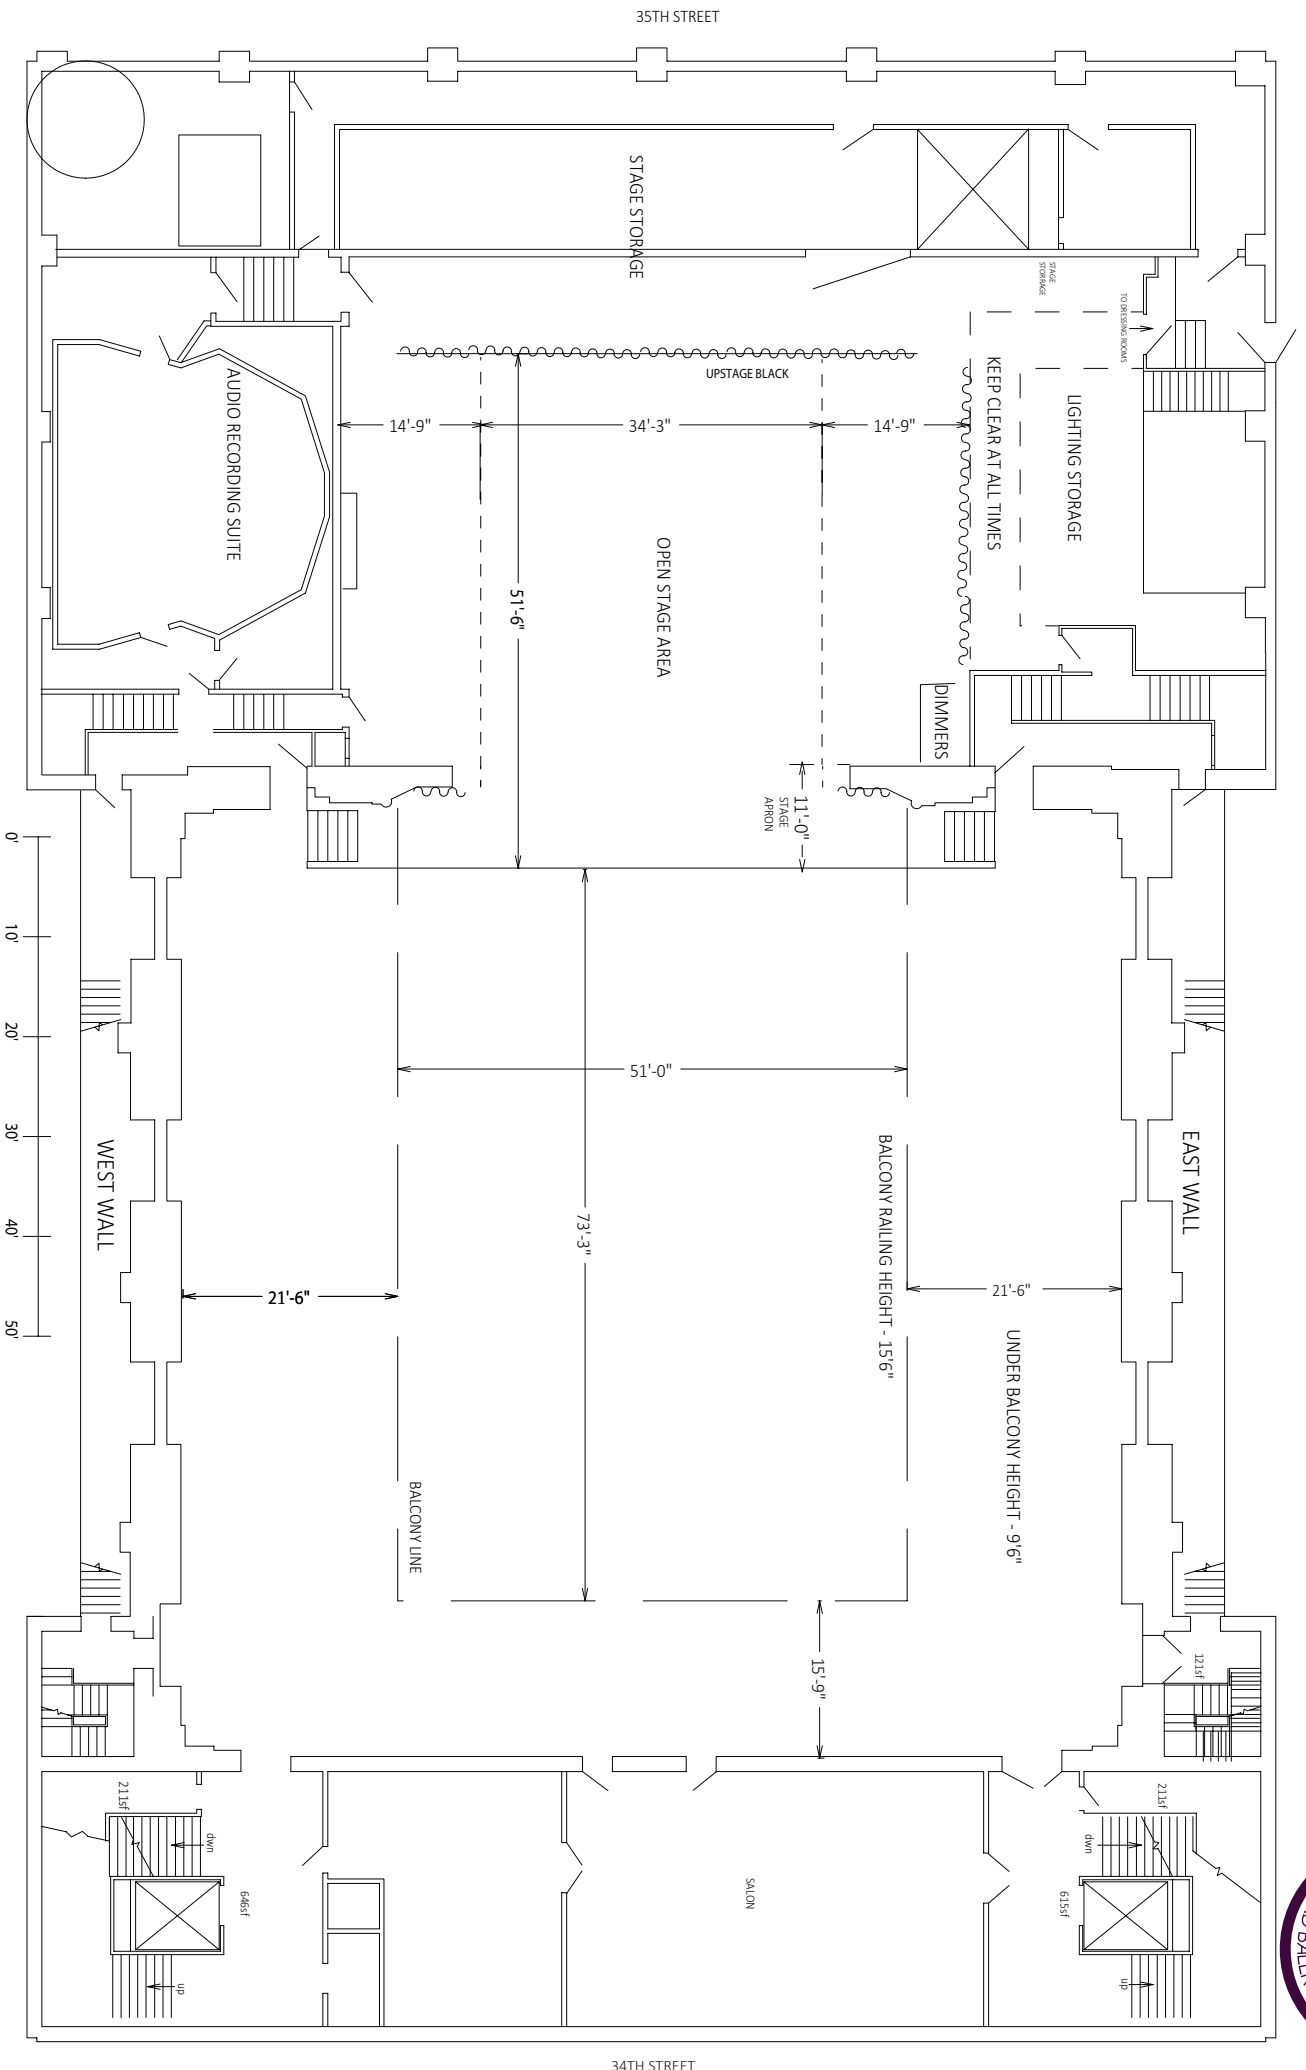 35TH STREET
STAGE STORAGE
STAGE
STORRAGE
TO DRESSING ROOMS
UPSTAGE BLACK
KEEP CLEAR AT ALL TIMES
LIGHTING STORAGE
AUDIO RECORDING SUITE
14'-9"
34'-3"
14'-9"
51'-6"
OPEN STAGE AREA
DIMMERS
11'-0"
STAGE
APRON
0'
10'
20'
30'
40'
50'
51'-0"
WEST WALL
EAST WALL
BALCONY RAILING HEIGHT - 15'6"
73'-3"
21'-6"
21'-6"
UNDER BALCONY HEIGHT - 9'6"
BALCONY LINE
15'-9"
121sf
211sf
211sf
dwn
dwn
646sf
SALON
615sf
up
up
34TH STREET